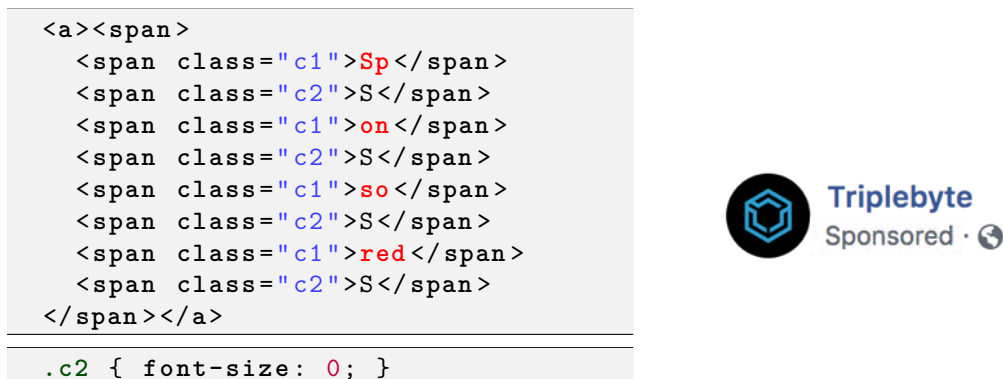 <a><span>
<span class="c1">Sp</span>
<span class="c2">S</span>
<span class="c1">on</span>
<span class="c2">S</span>
<span class="c1">so</span>
<span class="c2">S</span>
<span class="c1">red</span>
<span class="c2">S</span>
</span></a>
.c2 { font-size: 0; }
Triplebyte
Sponsored ·